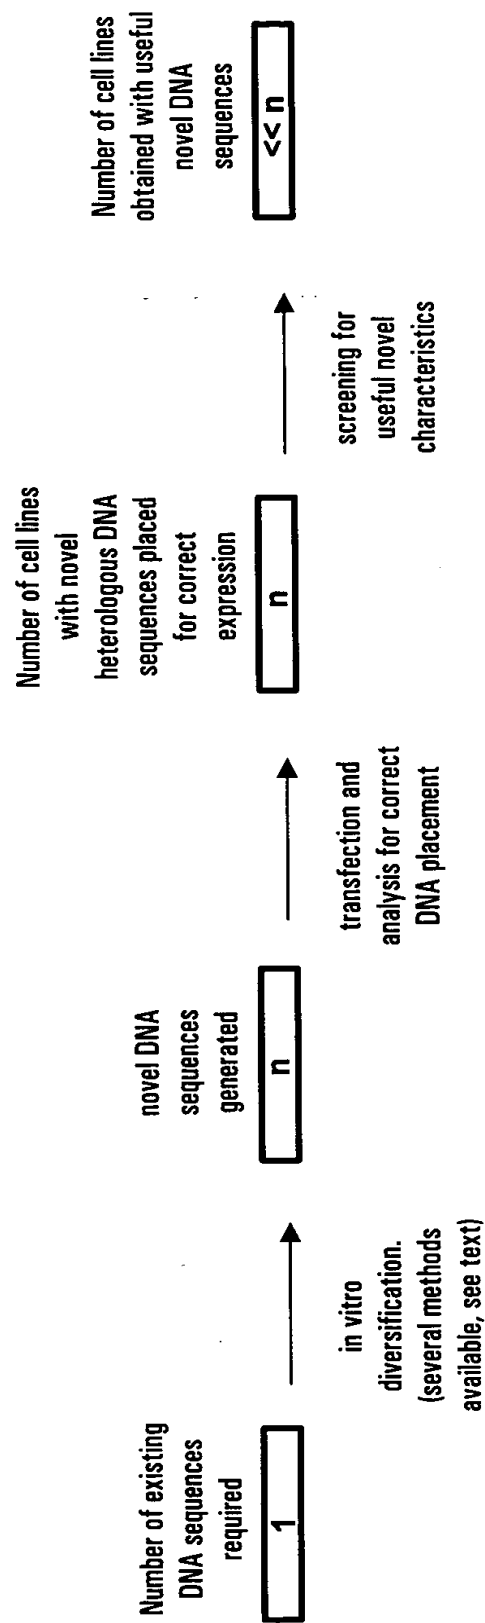 Number of existing
DNA sequences
required
1
in vitro
diversification.
(several methods
available, see text)
novel DNA
sequences
generated
n
transfection and
analysis for correct
DNA placement
Number of cell lines
with novel
heterologous DNA
sequences placed
for correct
expression
n
screening for
useful novel
characteristics
Number of cell lines
obtained with useful
novel DNA
sequences
<< n